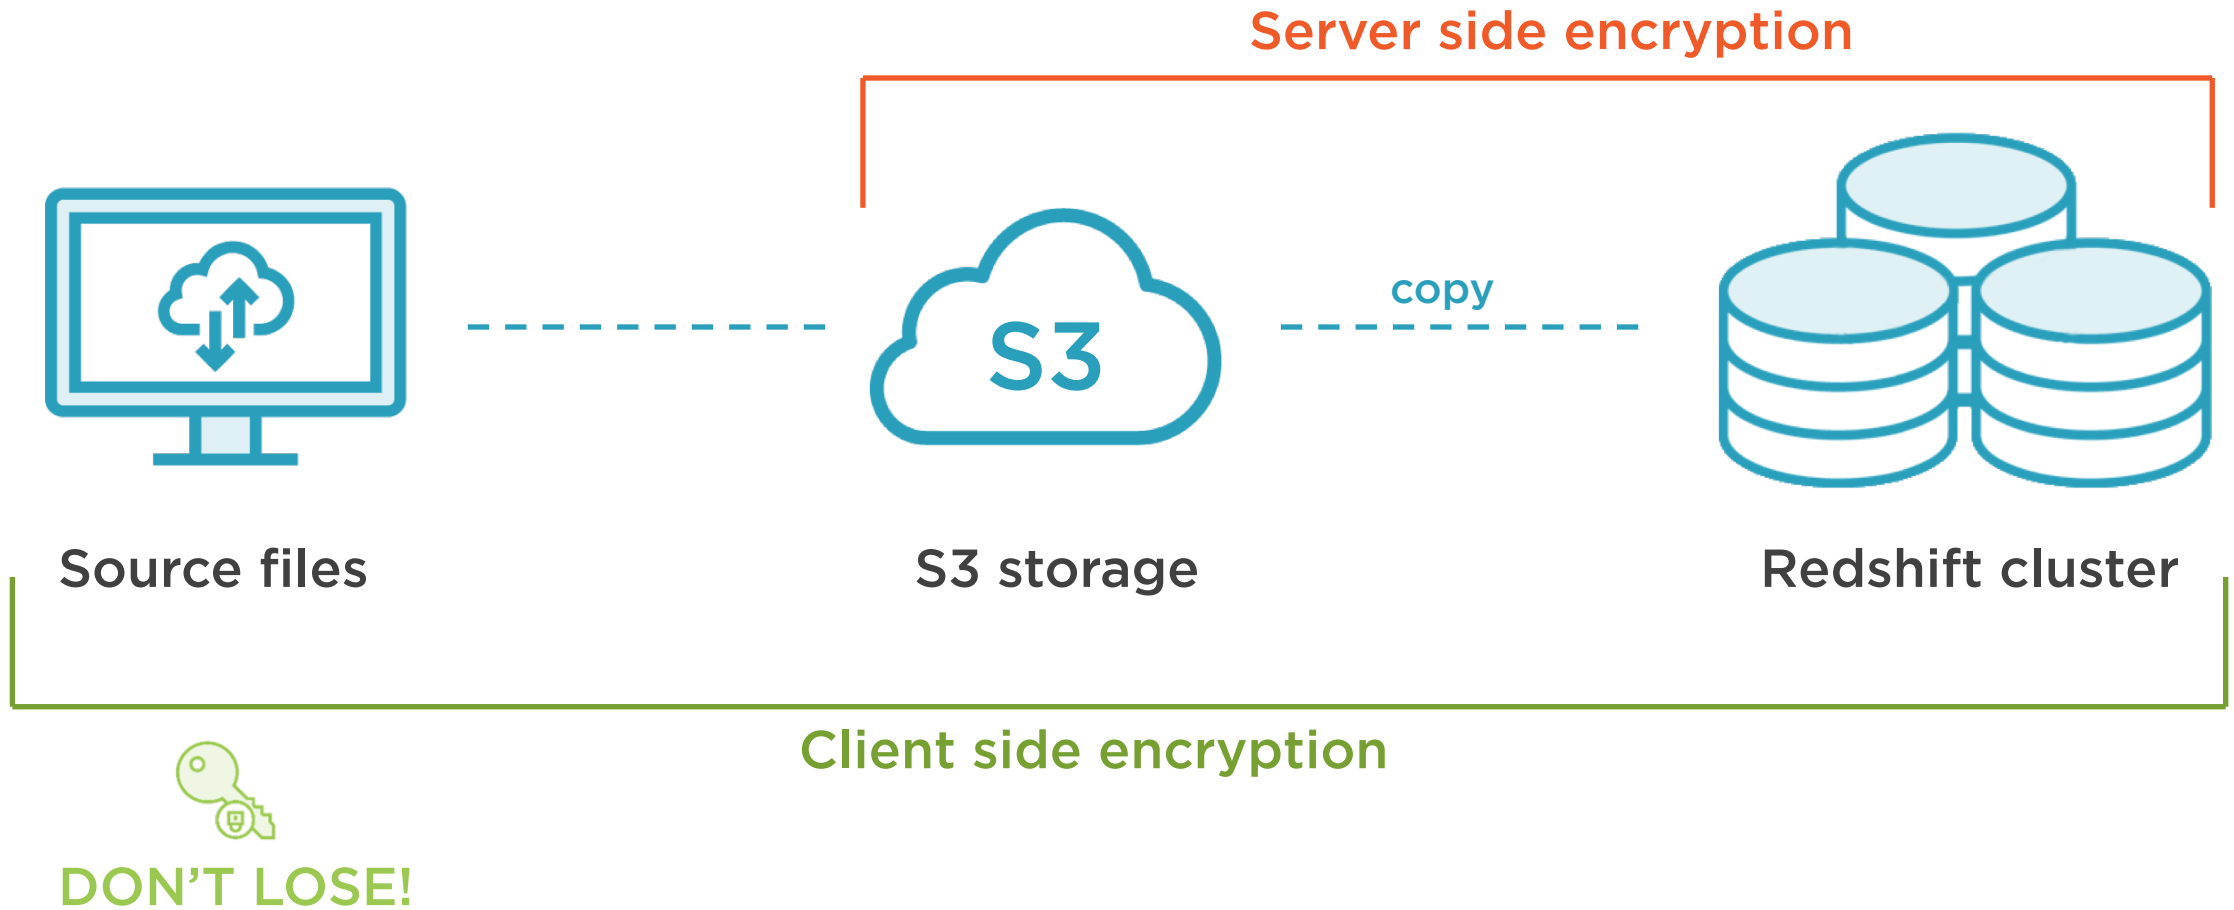 Server side encryption
S3
copy
Source files
S3 storage
Redshift cluster
Client side encryption
DON'T LOSE!